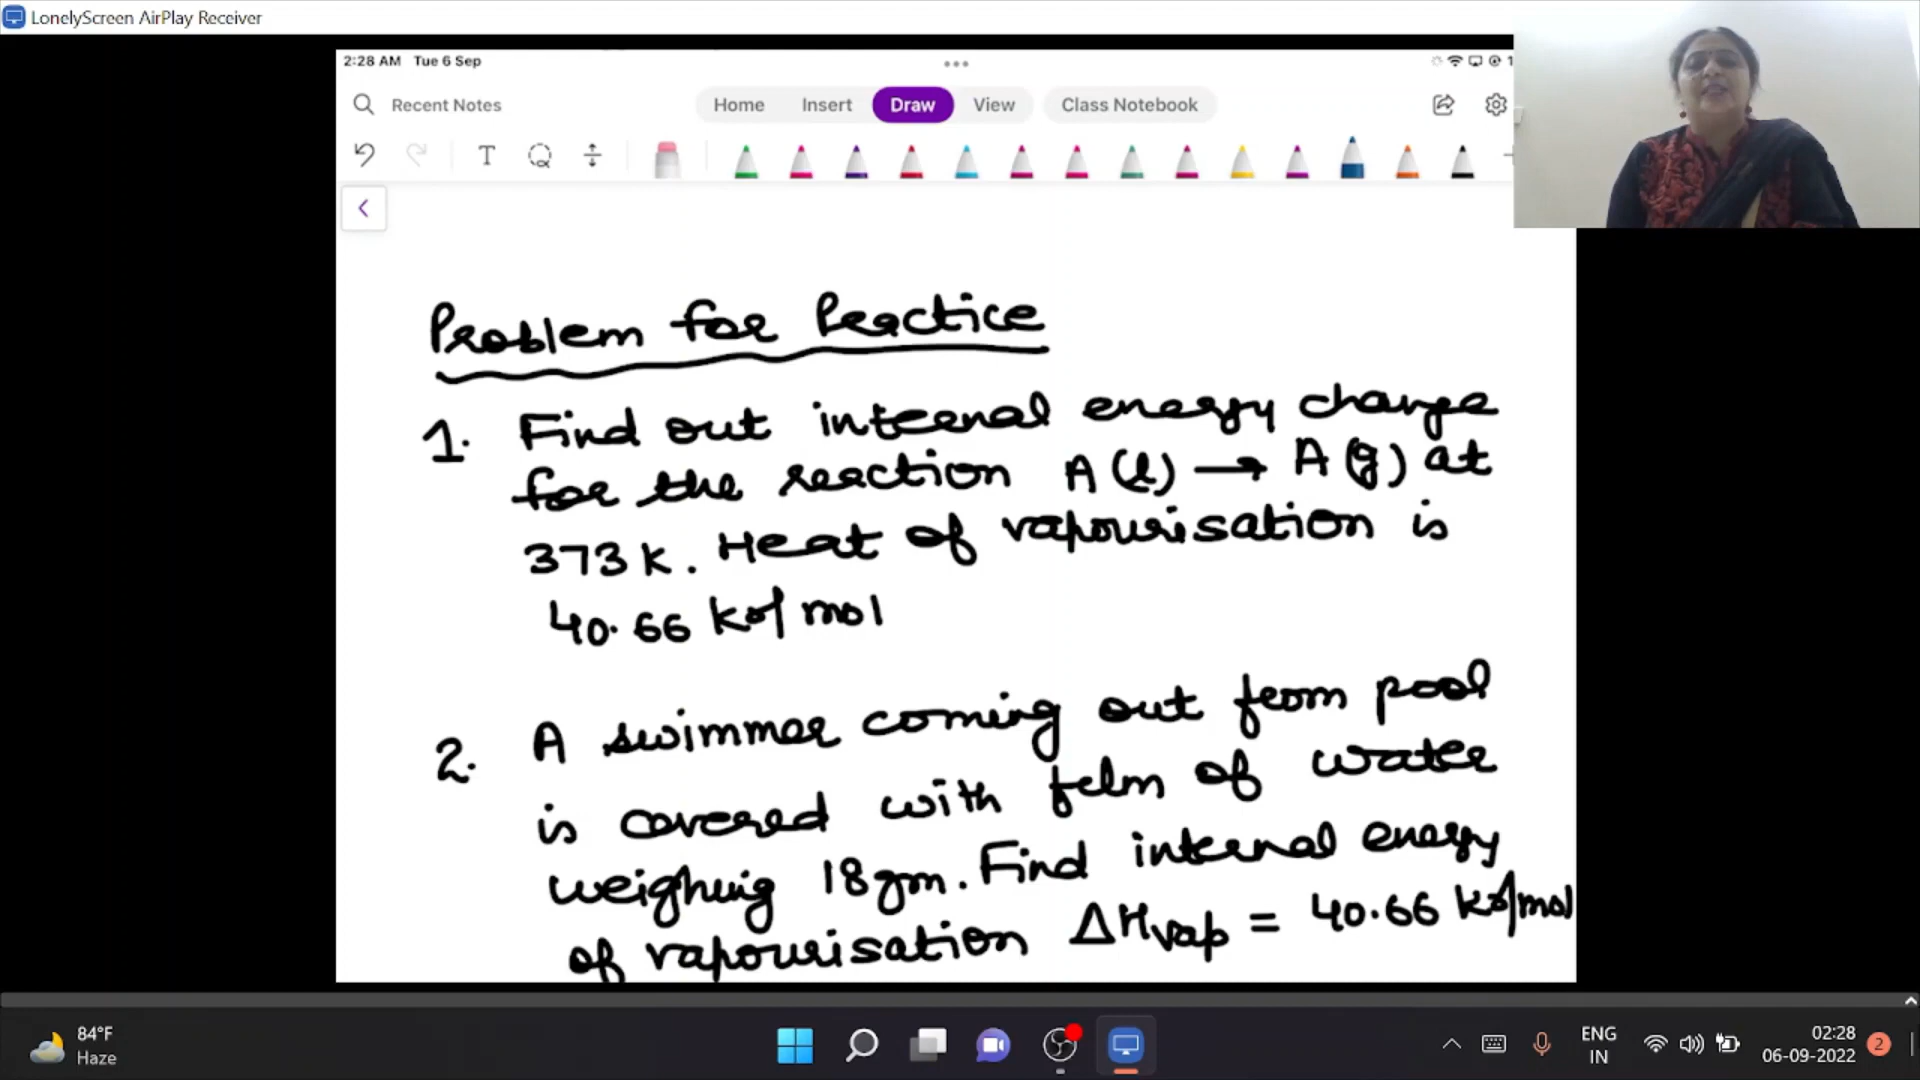 LonelyScreen AirPlay Receiver
2:28 AM Tue 6 Sep
Recent Notes Home Insert Draw View Class Notebook
T
Problem for Practice
1. Find out internal energy change
for the reaction A (l) → A (g) at
373 K. Heat of vapourisation is
40.66 kJ/mol
2. A swimmer coming out from pool
is covered with felm of water
weighing 18gm. Find internal energy
of vapourisation ΔHvap = 40.66 kJ/mol
84°F
Haze
ENG
IN
02:28
06-09-2022
2